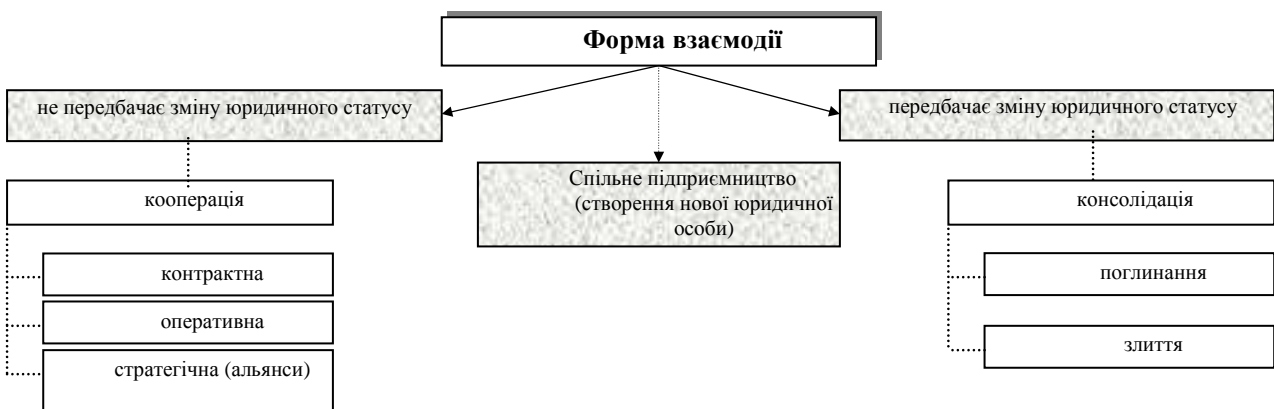 Форма взаємодії
не передбачає зміну юридичного статусу
передбачає зміну юридичного статусу
Спільне підприємництво
(створення нової юридичної
особи)
кооперація
консолідація
контрактна
поглинання
оперативна
злиття
стратегічна (альянси)